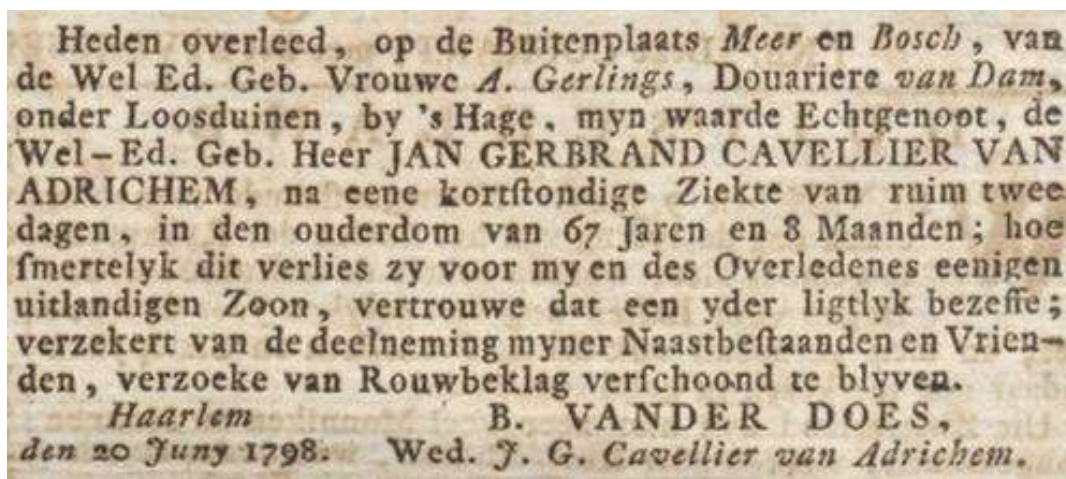 Heden overleed, op de Buitenplaats Meer en Bosch, van
de Wel Ed. Geb. Vrouwe A. Gerlings, Douariere van Dam,
onder Loosduinen, by 's Hage, myn waarde Echtgenoot, de
Wel-Ed. Geb. Heer JAN GERBRAND CAVELLIER VAN
ADRICHEM, na eene kortſtondige Ziekte van ruim twee
dagen, in den ouderdom van 67 Jaren en 8 Maanden; hoe
ſmertelyk dit verlies zy voor my en des Overledenes eenigen
uitlandigen Zoon, vertrouwe dat een yder ligtlyk bezeffe;
verzekert van de deelneming myner Naastbeſtaanden en Vrien-
den, verzoeke van Rouwbeklag verſchoond te blyven.
Haarlem B. VANDER DOES,
den 20 Juny 1798. Wed. J. G. Cavellier van Adrichem.